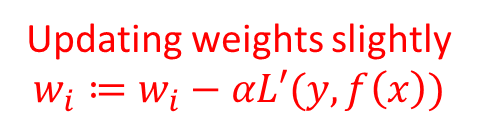 Updating weights slightly
wᵢ ≔ wᵢ − αL′(y, f(x))